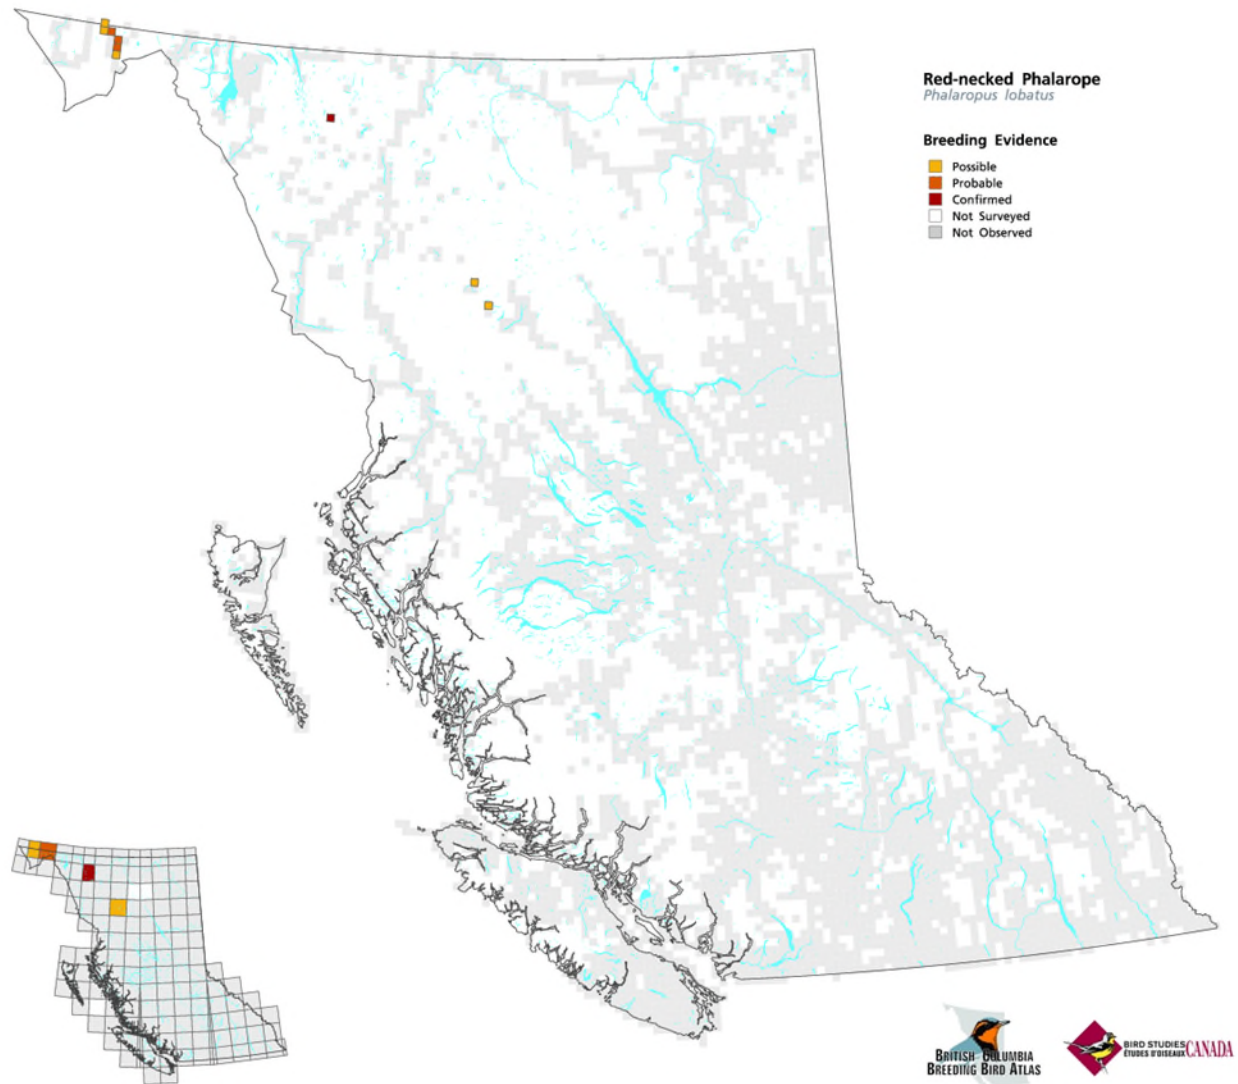 Red-necked Phalarope
Phalaropus lobatus
Breeding Evidence
Possible
Probable
Confirmed
Not Surveyed
Not Observed
BRITISH COLUMBIA
BREEDING BIRD ATLAS
BIRD STUDIES
ÉTUDES D'OISEAUX CANADA